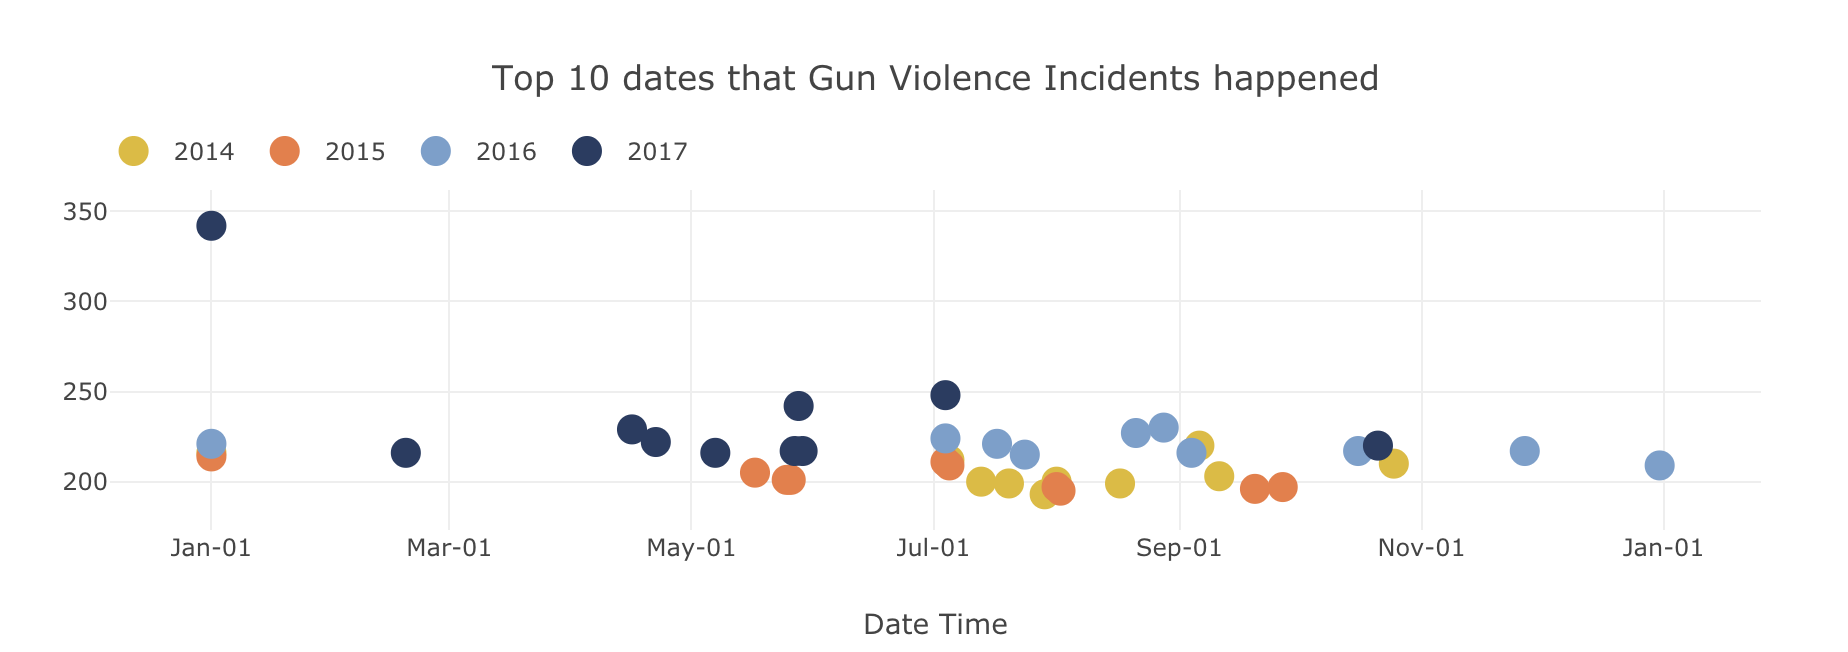 Top 10 dates that Gun Violence Incidents happened
2014 2015 2016 2017
350
300
250
200
Jan-01 Mar-01 May-01 Jul-01 Sep-01 Nov-01 Jan-01
Date Time